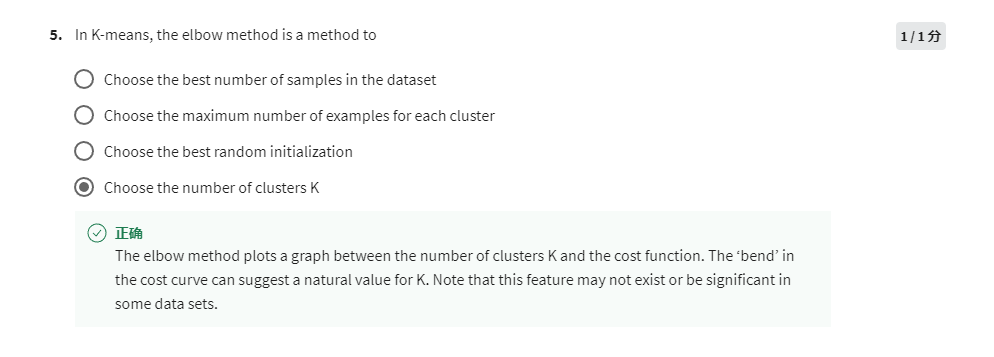 5. In K-means, the elbow method is a method to
1/1分
Choose the best number of samples in the dataset
Choose the maximum number of examples for each cluster
Choose the best random initialization
Choose the number of clusters K
正确
The elbow method plots a graph between the number of clusters K and the cost function. The ‘bend’ in
the cost curve can suggest a natural value for K. Note that this feature may not exist or be significant in
some data sets.